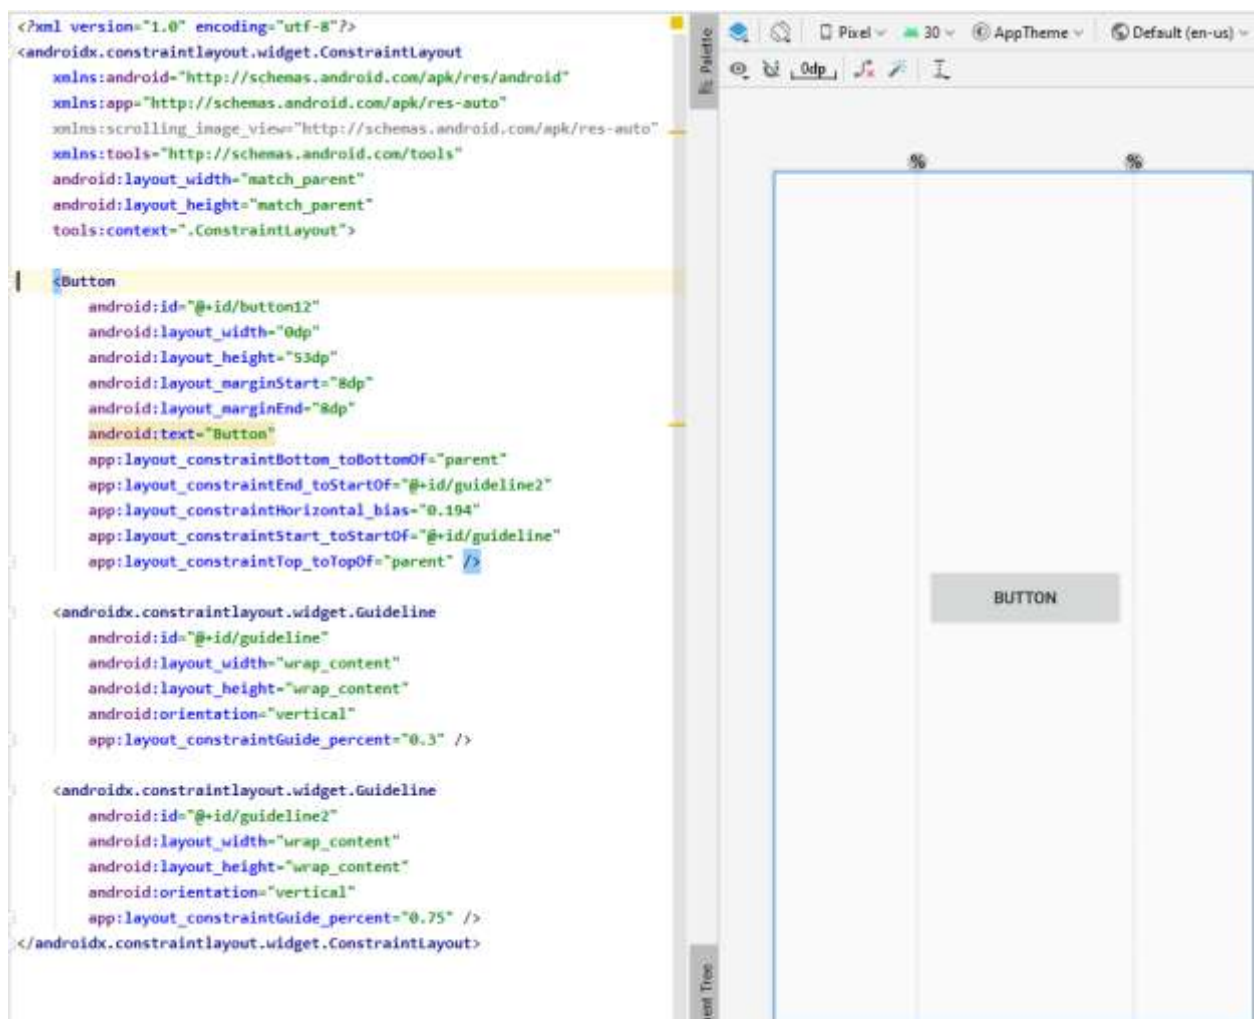 <?xml version="1.0" encoding="utf-8"?>
<androidx.constraintlayout.widget.ConstraintLayout
xmlns:android="http://schemas.android.com/apk/res/android"
xmlns:app="http://schemas.android.com/apk/res-auto"
xmlns:scrolling_image_view="http://schemas.android.com/apk/res-auto"
xmlns:tools="http://schemas.android.com/tools"
android:layout_width="match_parent"
android:layout_height="match_parent"
tools:context=".ConstraintLayout">
<Button
android:id="@+id/button12"
android:layout_width="0dp"
android:layout_height="53dp"
android:layout_marginStart="8dp"
android:layout_marginEnd="8dp"
android:text="Button"
app:layout_constraintBottom_toBottomOf="parent"
app:layout_constraintEnd_toStartOf="@+id/guideline2"
app:layout_constraintHorizontal_bias="0.194"
app:layout_constraintStart_toStartOf="@+id/guideline"
app:layout_constraintTop_toTopOf="parent" />
<androidx.constraintlayout.widget.Guideline
android:id="@+id/guideline"
android:layout_width="wrap_content"
android:layout_height="wrap_content"
android:orientation="vertical"
app:layout_constraintGuide_percent="0.3" />
<androidx.constraintlayout.widget.Guideline
android:id="@+id/guideline2"
android:layout_width="wrap_content"
android:layout_height="wrap_content"
android:orientation="vertical"
app:layout_constraintGuide_percent="0.75" />
</androidx.constraintlayout.widget.ConstraintLayout>
Palette
Pixel 30 AppTheme Default (en-us)
0dp
% %
BUTTON
Tree